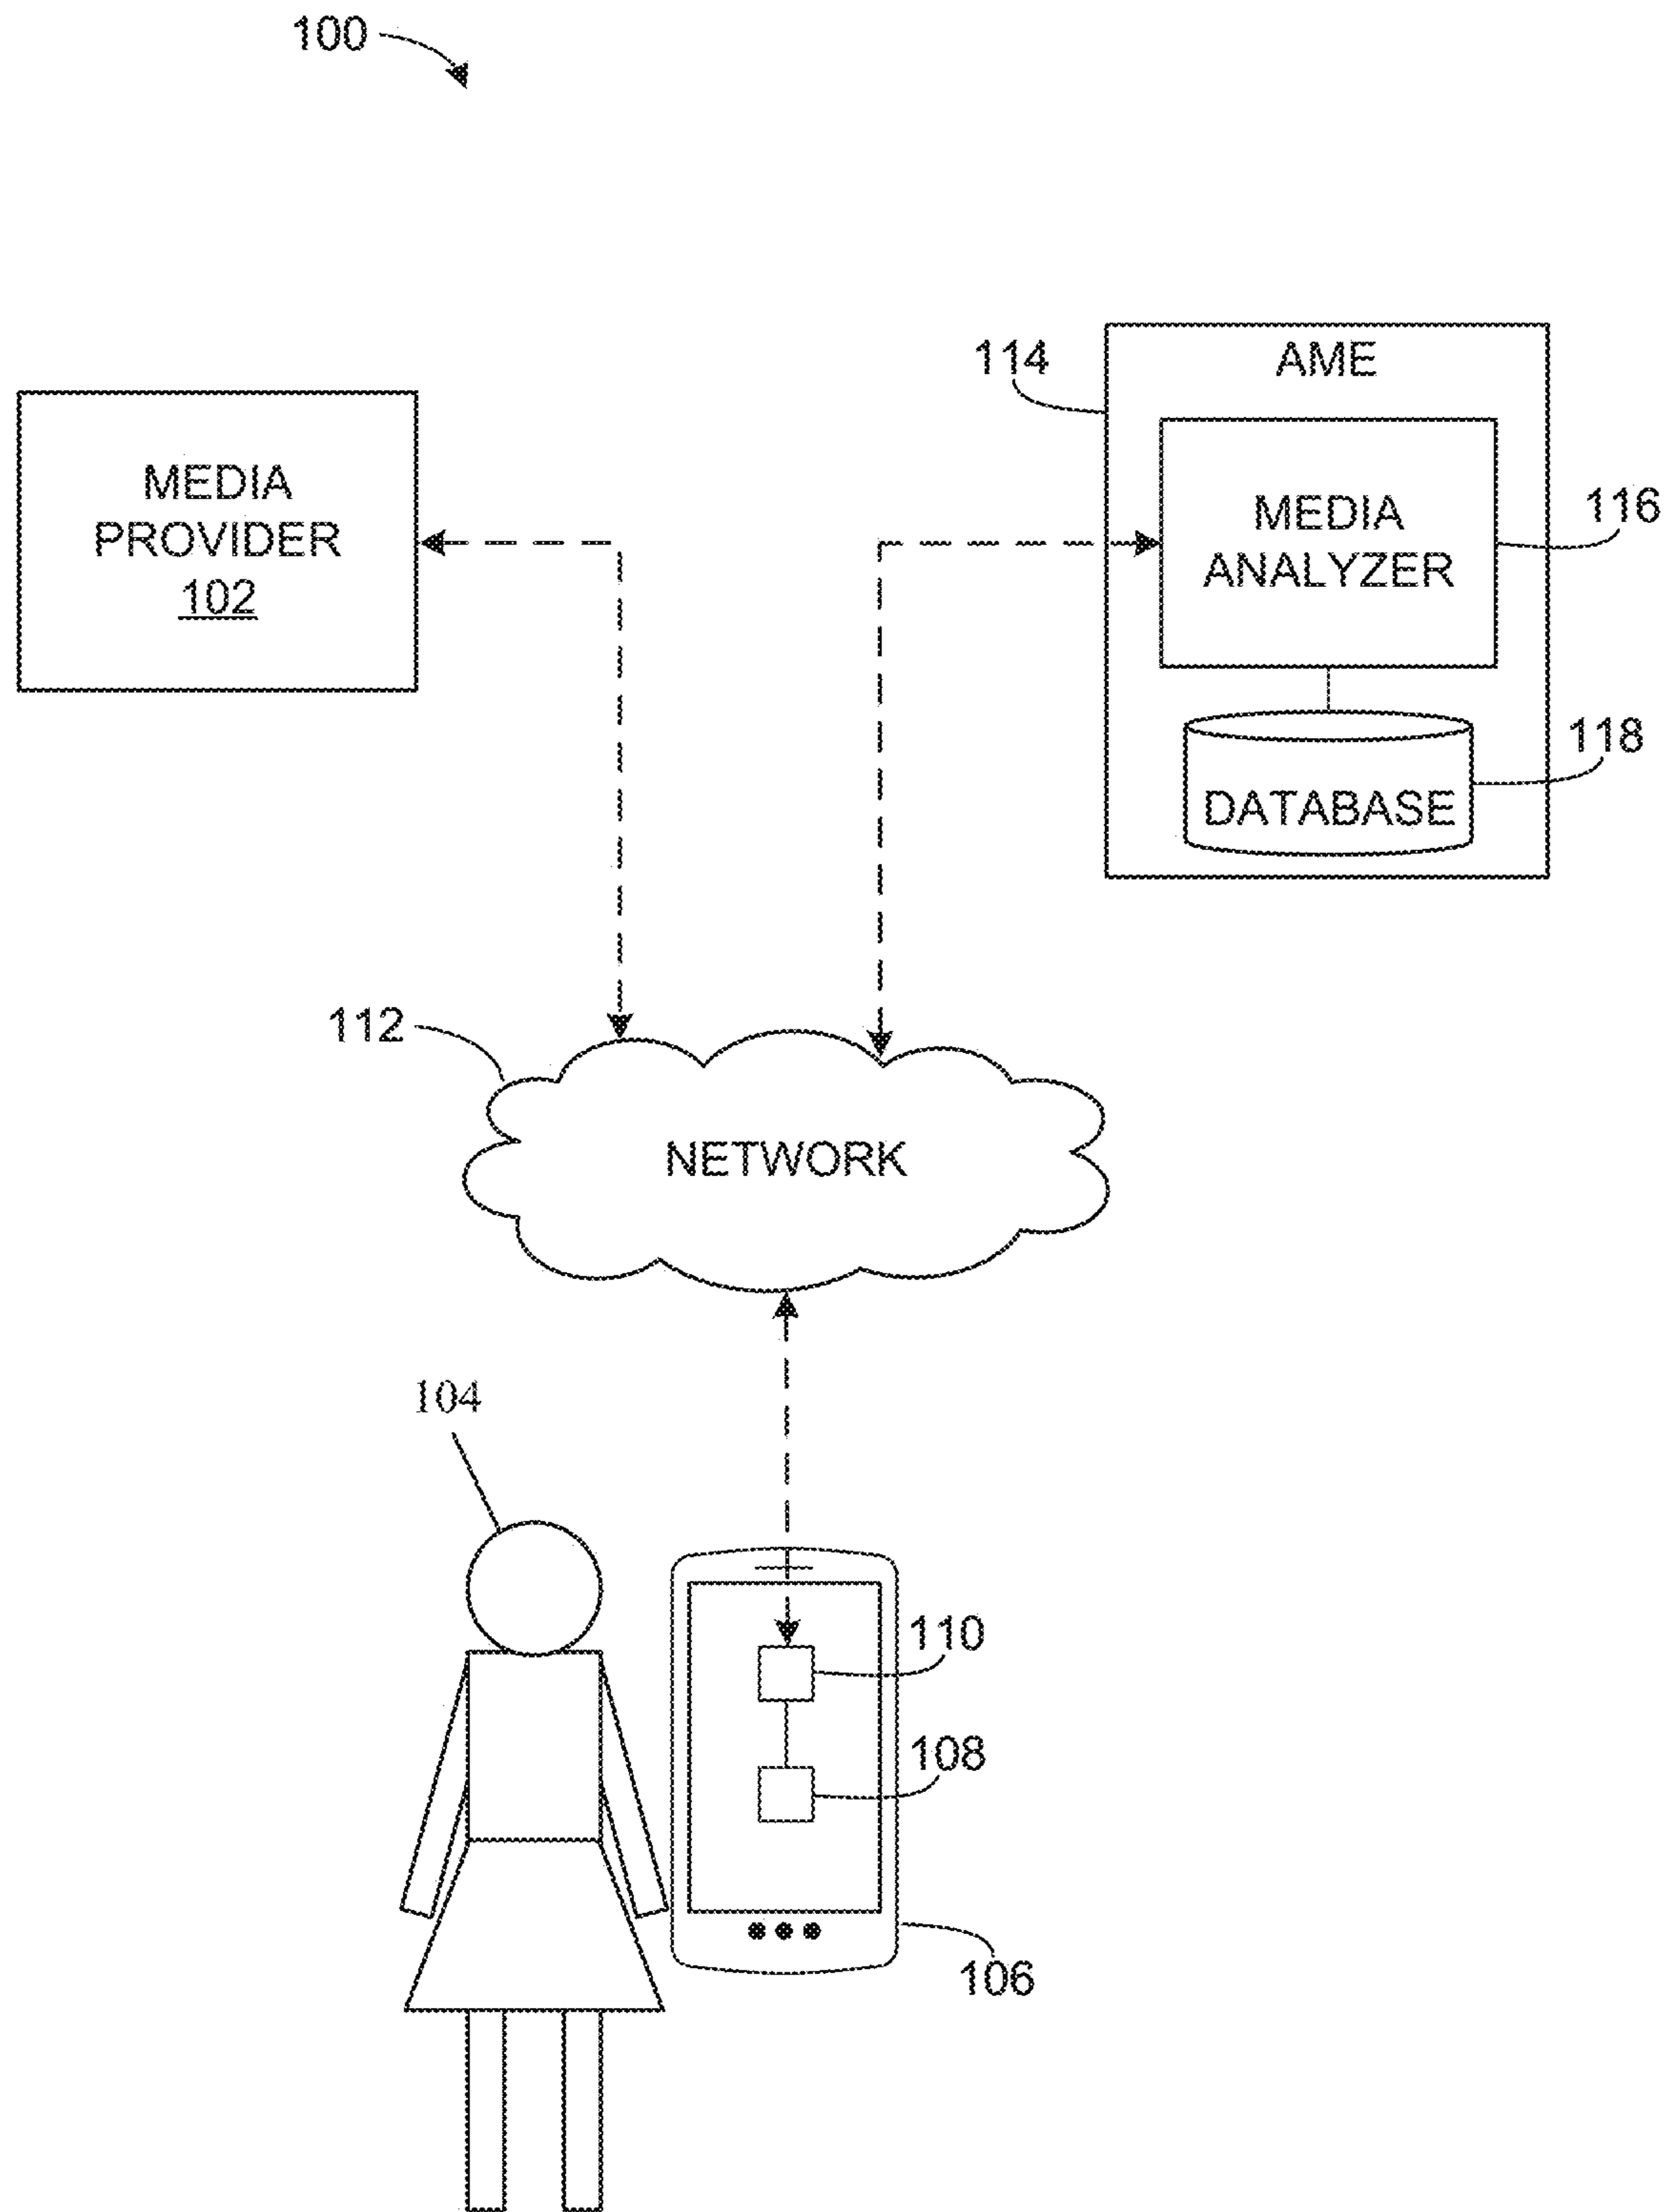 100
114
AME
MEDIA
PROVIDER
102
MEDIA
ANALYZER
116
118
DATABASE
112
NETWORK
104
110
108
106